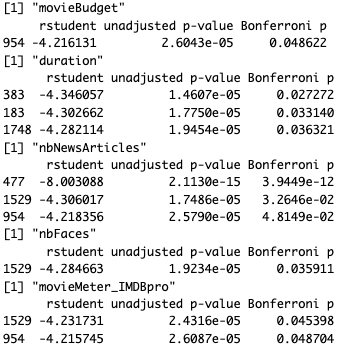 [1] "movieBudget"
rstudent unadjusted p-value Bonferroni p
954 -4.216131 2.6043e-05 0.048622
[1] "duration"
rstudent unadjusted p-value Bonferroni p
383 -4.346057 1.4607e-05 0.027272
183 -4.302662 1.7750e-05 0.033140
1748 -4.282114 1.9454e-05 0.036321
[1] "nbNewsArticles"
rstudent unadjusted p-value Bonferroni p
477 -8.003088 2.1130e-15 3.9449e-12
1529 -4.306017 1.7486e-05 3.2646e-02
954 -4.218356 2.5790e-05 4.8149e-02
[1] "nbFaces"
rstudent unadjusted p-value Bonferroni p
1529 -4.284663 1.9234e-05 0.035911
[1] "movieMeter_IMDBpro"
rstudent unadjusted p-value Bonferroni p
1529 -4.231731 2.4316e-05 0.045398
954 -4.215745 2.6087e-05 0.048704